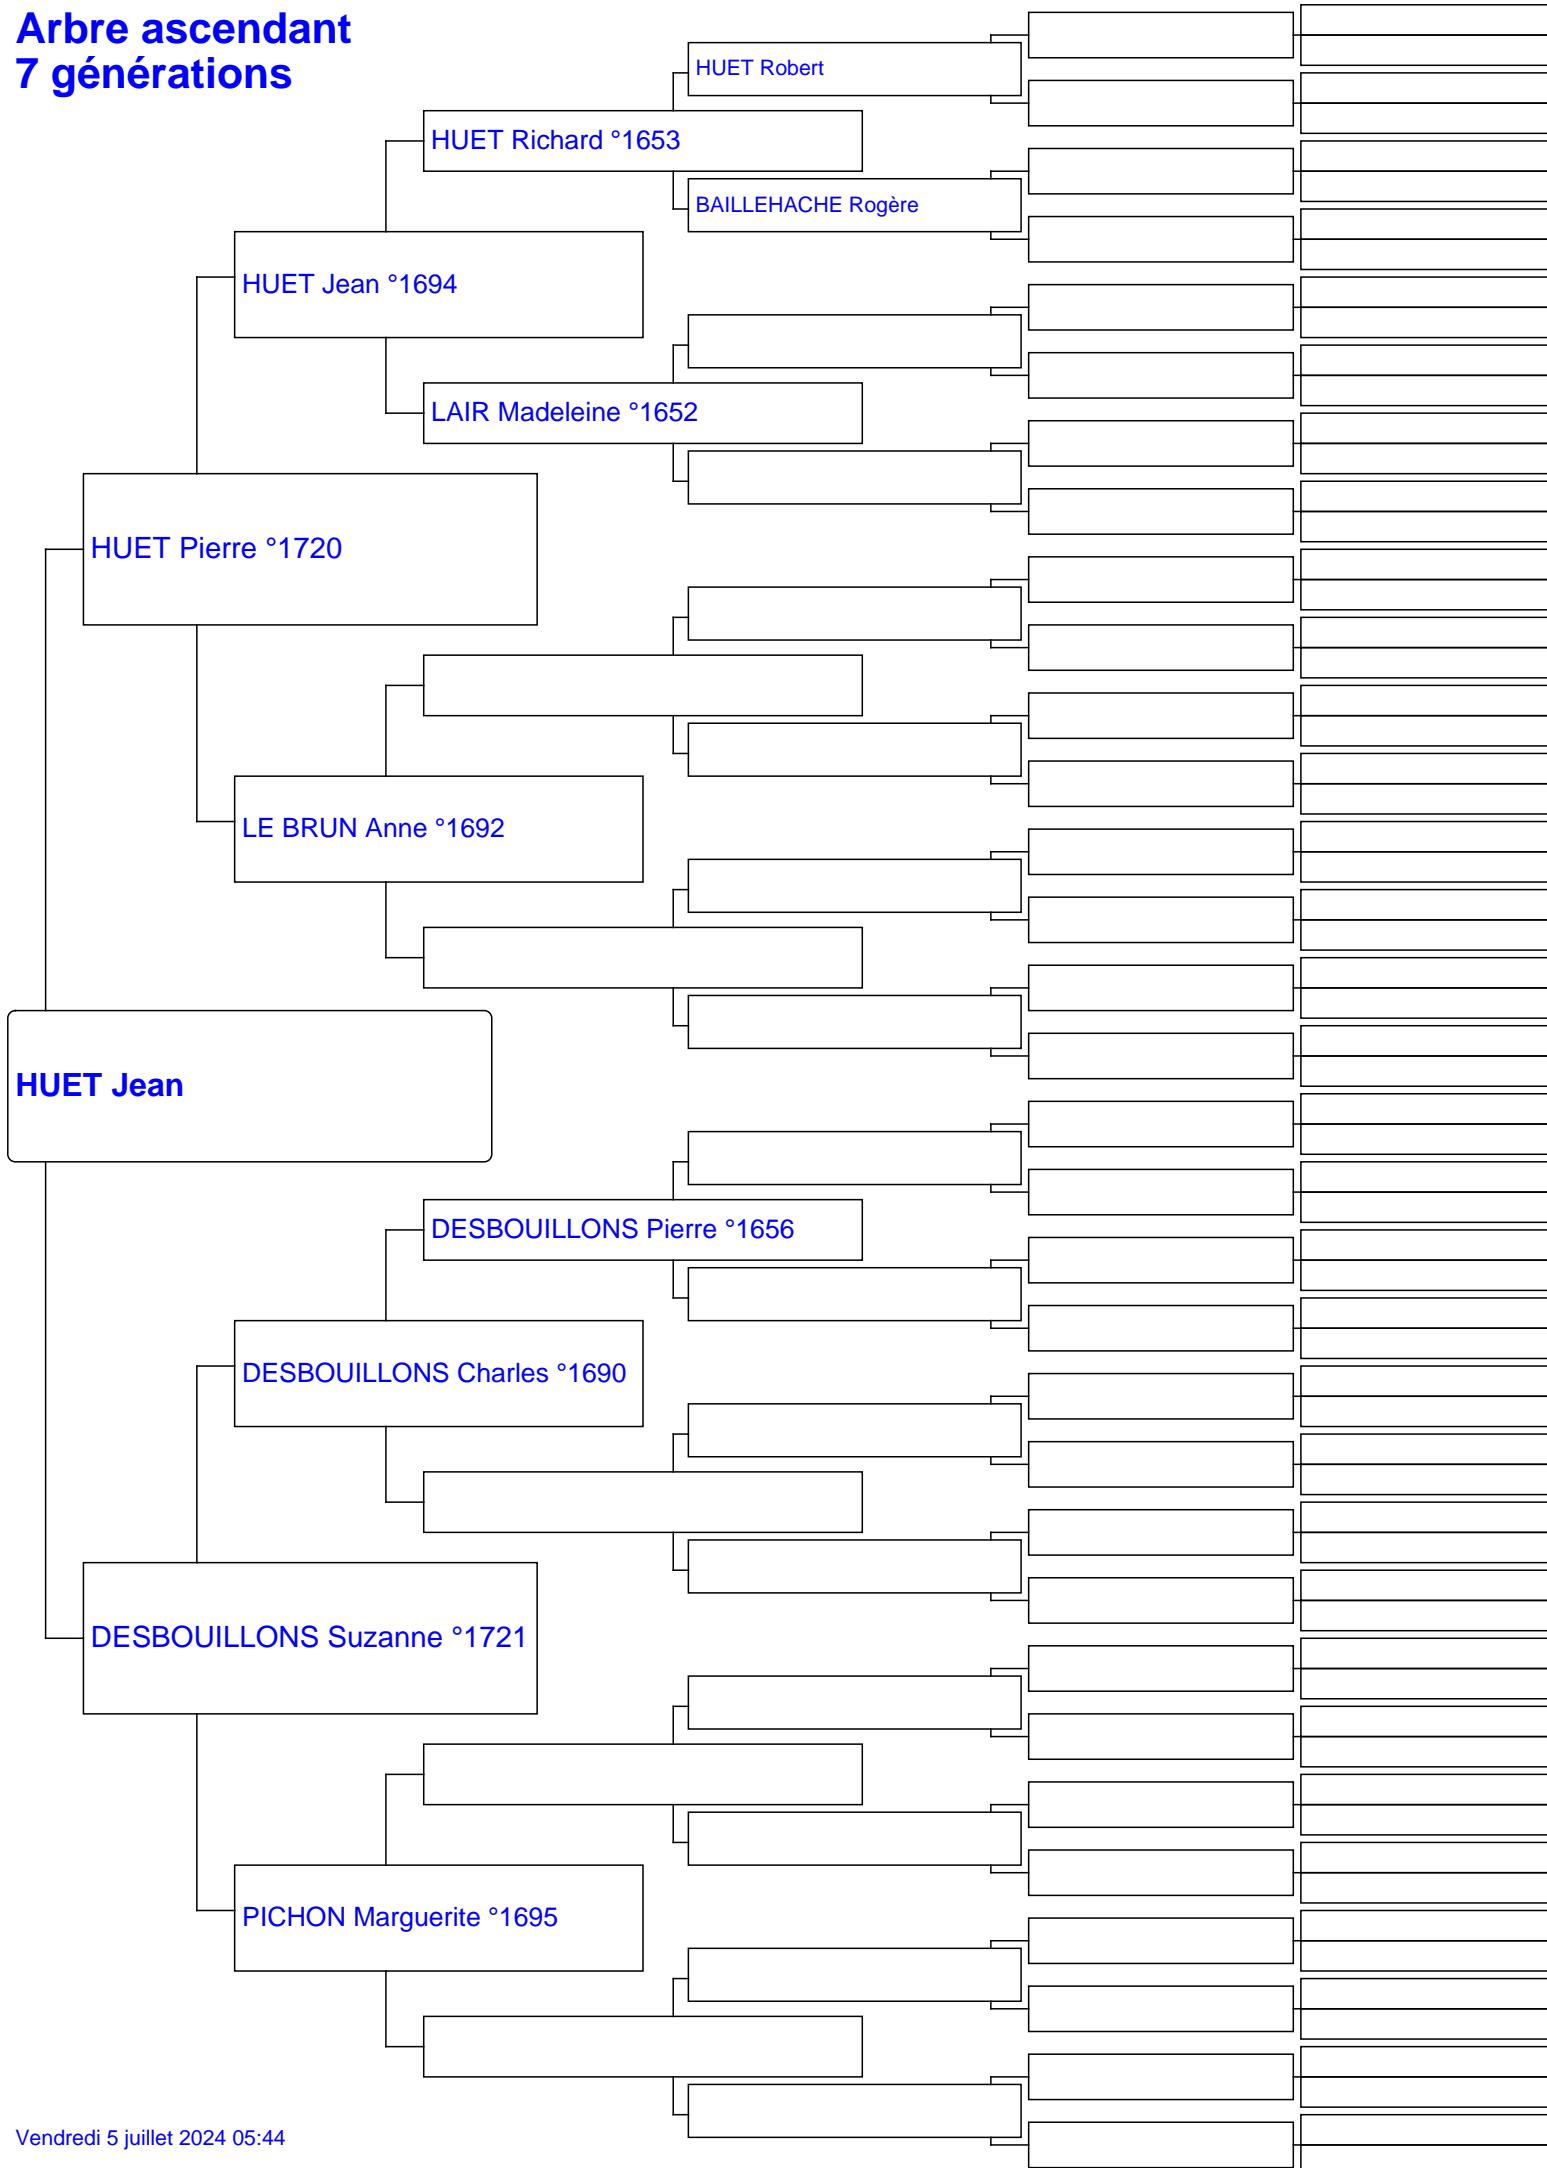 Arbre ascendant
7 générations
HUET Robert
HUET Richard °1653
BAILLEHACHE Rogère
HUET Jean °1694
LAIR Madeleine °1652
HUET Pierre °1720
LE BRUN Anne °1692
HUET Jean
DESBOUILLONS Pierre °1656
DESBOUILLONS Charles °1690
DESBOUILLONS Suzanne °1721
PICHON Marguerite °1695
Vendredi 5 juillet 2024 05:44